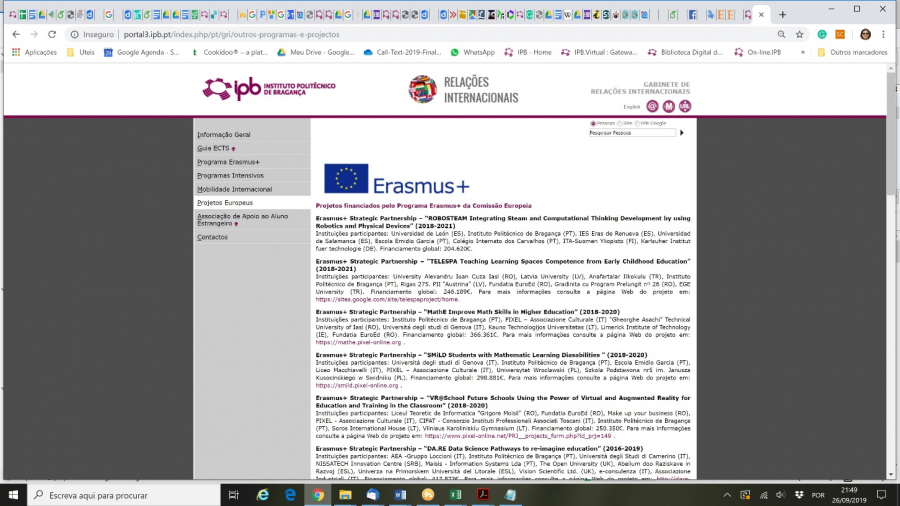 Inseguro | portal3.ipb.pt/index.php/pt/gri/outros-programas-e-projectos
Aplicações Uteis Google Agenda - S... Cookidoo® – a plat... Meu Drive - Google... Call-Text-2019-Final... WhatsApp IPB - Home IPB.Virtual : Gatewa... Biblioteca Digital d... On-line.IPB » Outros marcadores
ipb INSTITUTO POLITÉCNICO DE BRAGANÇA
RELAÇÕES INTERNACIONAIS
GABINETE DE
RELAÇÕES INTERNACIONAIS
English
Pessoas Site IPB Google
Pesquisar Pessoas
Informação Geral
Guia ECTS
Programa Erasmus+
Programas Intensivos
Mobilidade Internacional
Projetos Europeus
Associação de Apoio ao Aluno
Estrangeiro
Contactos
Erasmus+
Projetos financiados pelo Programa Erasmus+ da Comissão Europeia
Erasmus+ Strategic Partnership – "ROBOSTEAM Integrating Steam and Computational Thinking Development by using
Robotics and Physical Devices" (2018-2021)
Instituições participantes: Universidad de León (ES), Instituto Politécnico de Bragança (PT), IES Eras de Renueva (ES), Universidad
de Salamanca (ES), Escola Emídio Garcia (PT), Colégio Internato dos Carvalhos (PT), ITA-Suomen Yliopisto (FI), Karlsuher Institut
fuer technologie (DE). Financiamento global: 204.620€.
Erasmus+ Strategic Partnership – "TELESPA Teaching Learning Spaces Competence from Early Childhood Education"
(2018-2021)
Instituições participantes: University Alexandru Ioan Cuza Iasi (RO), Latvia University (LV), Anafartalar Ilkokulu (TR), Instituto
Politécnico de Bragança (PT), Rigas 275. PII "Austrina" (LV), Fundatia EuroEd (RO), Gradinita cu Program Prelungit nº 26 (RO), EGE
University (TR). Financiamento global: 246.189€. Para mais informações consulte a página Web do projeto em:
https://sites.google.com/site/telespaproject/home.
Erasmus+ Strategic Partnership – "MathE Improve Math Skills in Higher Education" (2018-2020)
Instituições participantes: Instituto Politécnico de Bragança (PT), PIXEL – Associazione Culturale (IT) "Gheorghe Asachi" Technical
University of Iasi (RO), Università degli studi di Genova (IT), Kauno Technologijos Universitetas (LT). Limerick Institute of Technology
(IE), Fundatia EuroEd (RO). Financiamento global: 366.361€. Para mais informações consulte a página Web do projeto em:
https://mathe.pixel-online.org .
Erasmus+ Strategic Partnership – "SMiLD Students with Mathematic Learning Dianabilities " (2018-2020)
Instituições participantes: Università degli studi di Genova (IT), Instituto Politécnico de Bragança (PT), Escola Emídio Garcia (PT),
Liceo Macchiavelli (IT), PIXEL – Associazione Culturale (IT), Uniwersytet Wroclawski (PL), Szkola Podstawowa nr5 im. Janusza
Kusocinskiego w Swidniku (PL). Financiamento global: 298.881€. Para mais informações consulte a página Web do projeto em:
https://smild.pixel-online.org .
Erasmus+ Strategic Partnership – "VR@School Future Schools Using the Power of Virtual and Augmented Reality for
Education and Training in the Classroom" (2018-2020)
Instituições participantes: Liceul Teoretic de Informatica "Grigore Moisil" (RO), Fundatia EuroEd (RO), Make up your business (RO),
PIXEL - Associazione Culturale (IT), CIPAT - Consorzio Instituti Professionali Associati Toscani (IT), Instituto Politécnico de Bragança
(PT), Soros International House (LT), Vilniaus Karoliniskiu Gymnasium (LT). Financiamento global: 250.350€. Para mais informações
consulte a página Web do projeto em: https://www.pixel-online.net/PRJ__projects_form.php?id_prj=149 .
Erasmus+ Strategic Partnership – "DA.RE Data Science Pathways to re-imagine education" (2016-2019)
Instituições participantes: ABA -Gruppo Loccioni (IT), Instituto Politécnico de Bragança (PT), Università degli Studi di Camerino (IT),
NISSATECH Innovation Centre (SRB), Maisis - Information Systems Lda (PT), The Open University (UK), Abelium doo Raziskave in
Razvoj (ESL), Univerza na Primorskem Université del Litorale (ESL), Vision Scientific Ltd. (UK), e-consulenza (IT), Associazione
Escreva aqui para procurar
POR
21:49
26/09/2019